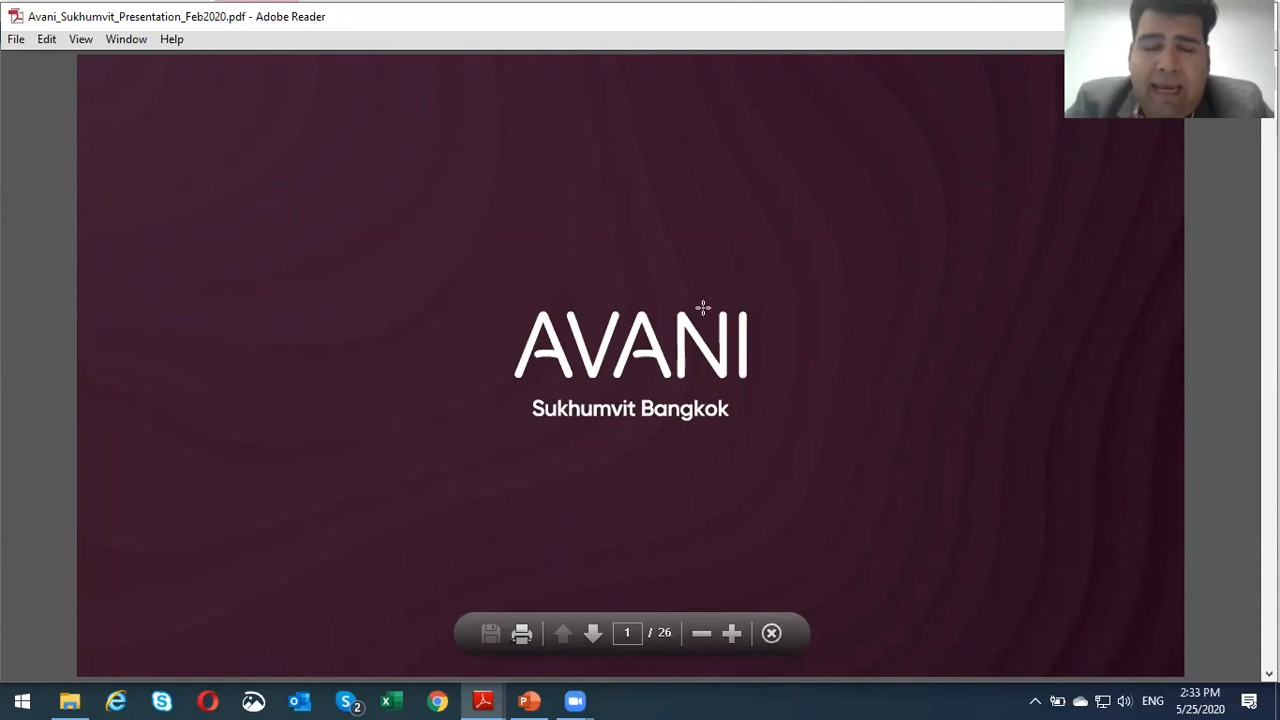 Avani_Sukhumvit_Presentation_Feb2020.pdf - Adobe Reader
File Edit View Window Help
AVANI
Sukhumvit Bangkok
1 / 26
2
ENG
2:33 PM
5/25/2020